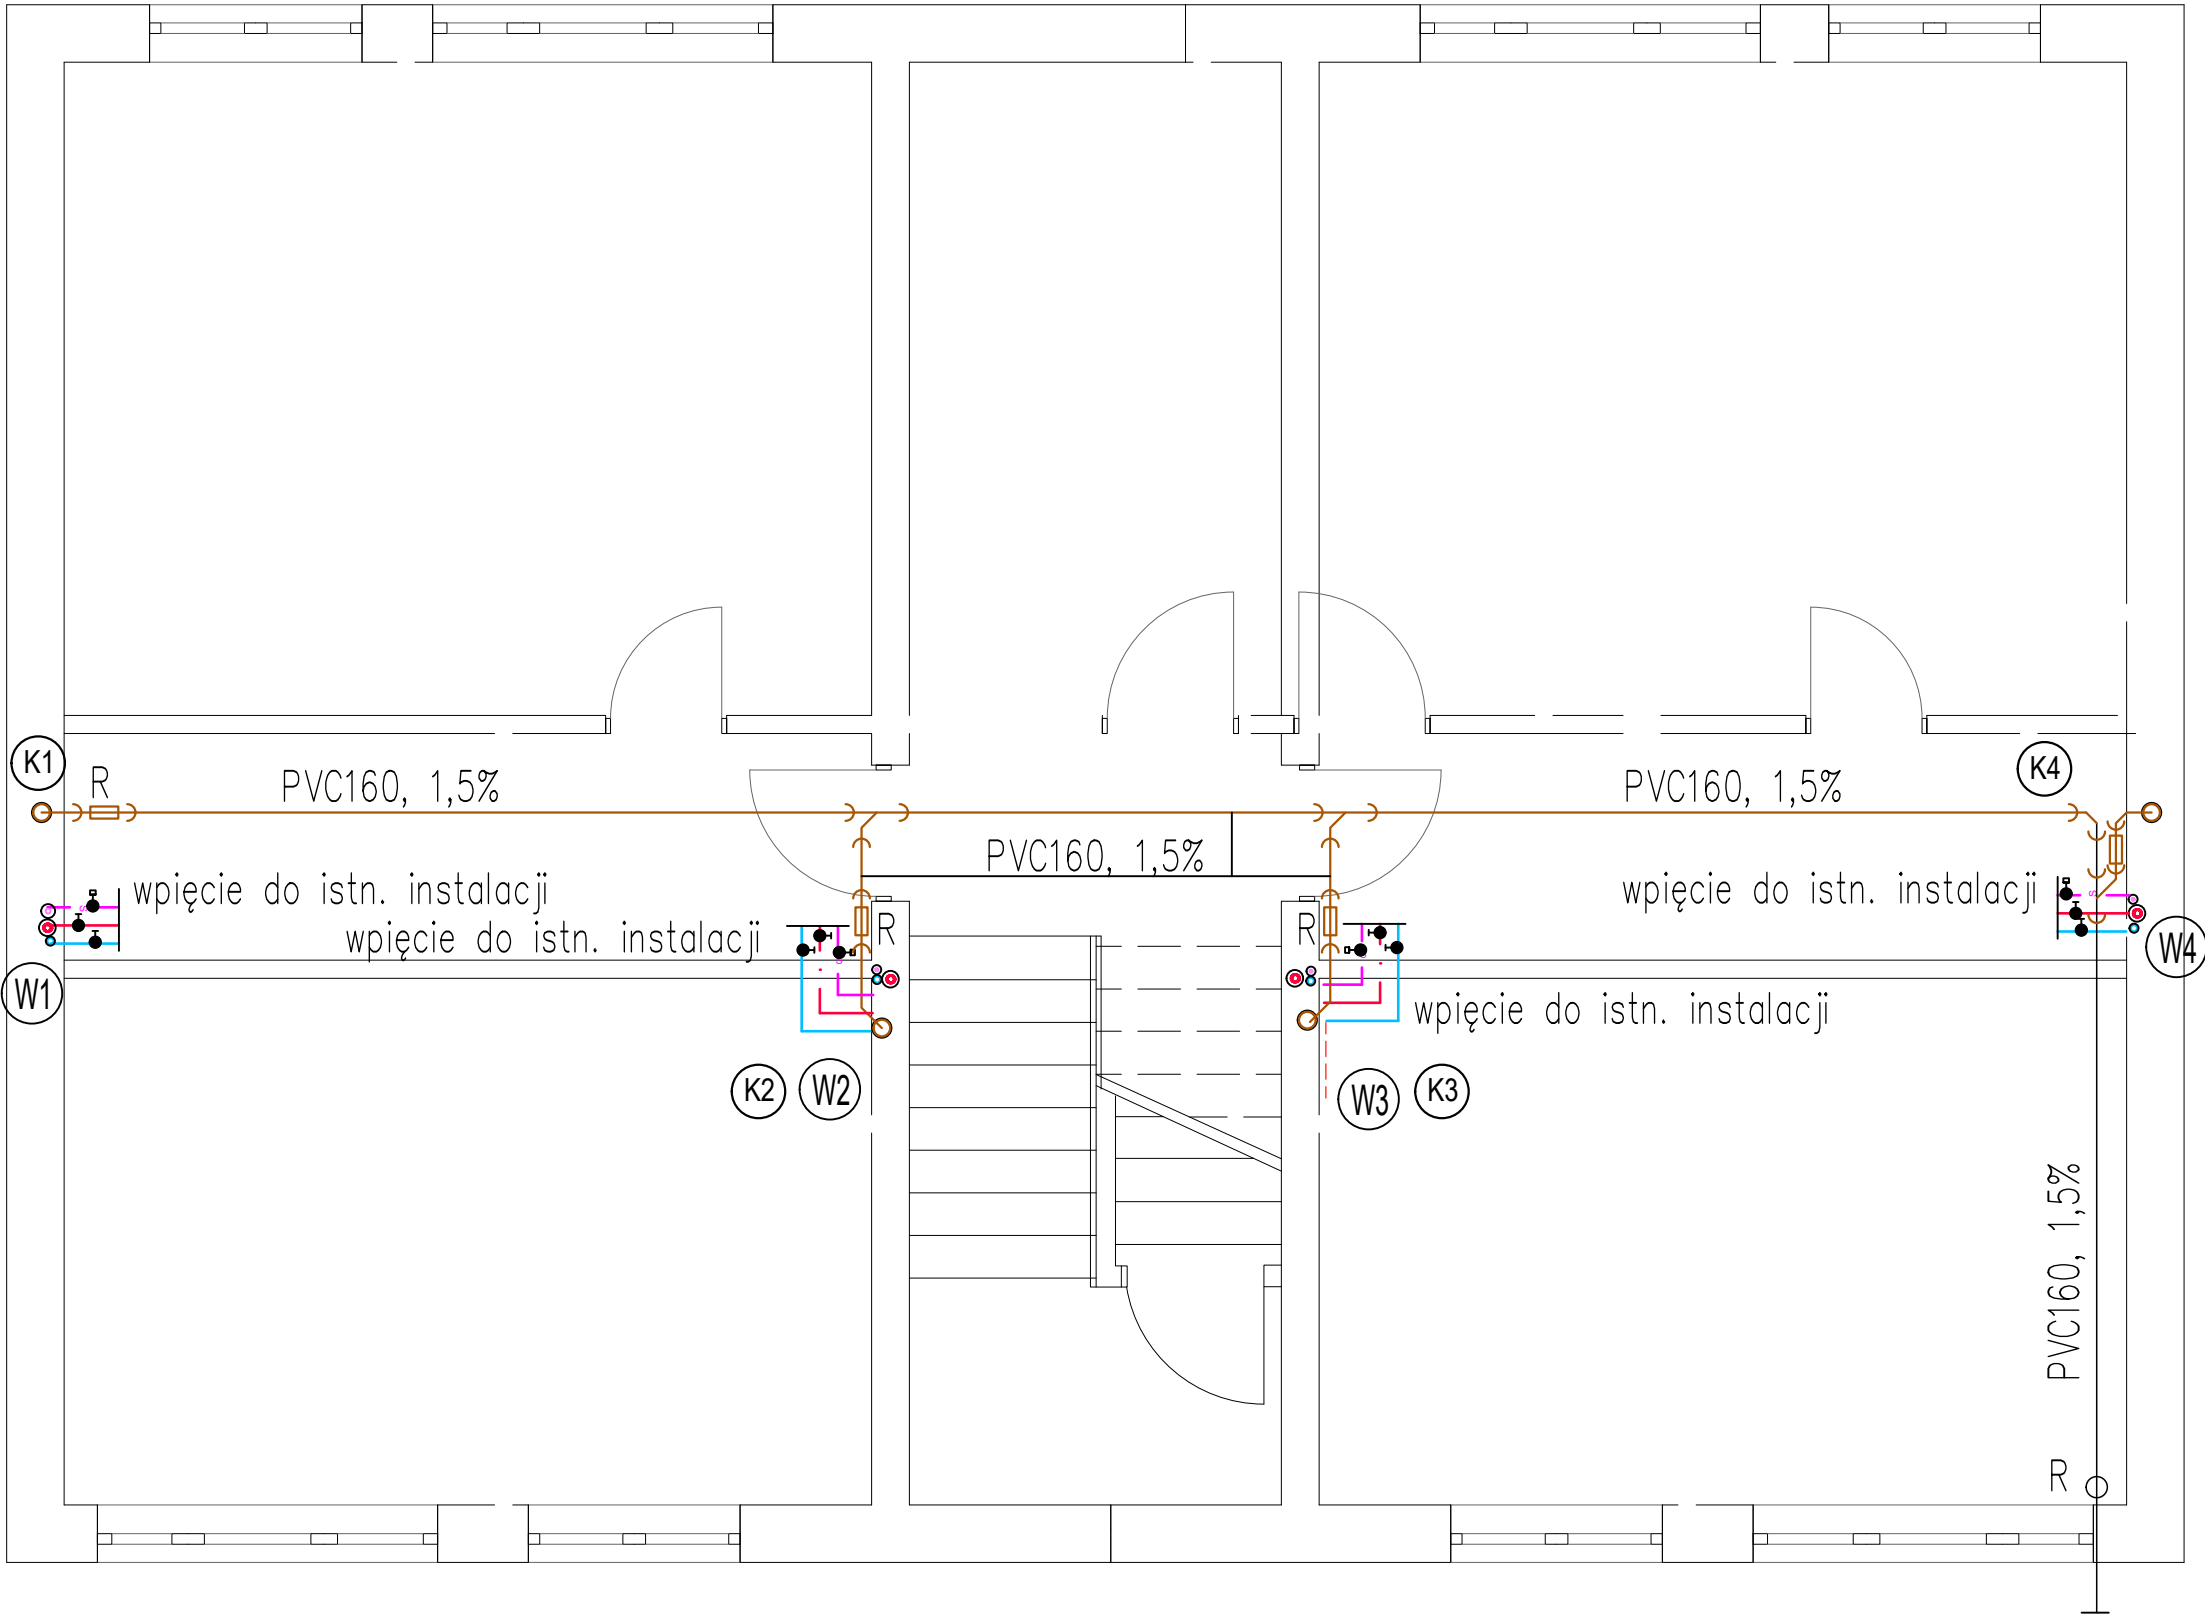 K1
R
PVC160, 1,5%
PVC160, 1,5%
K4
PVC160, 1,5%
wpięcie do istn. instalacji
wpięcie do istn. instalacji
R
R
wpięcie do istn. instalacji
W4
W1
wpięcie do istn. instalacji
K2
W2
W3
K3
PVC160, 1,5%
R